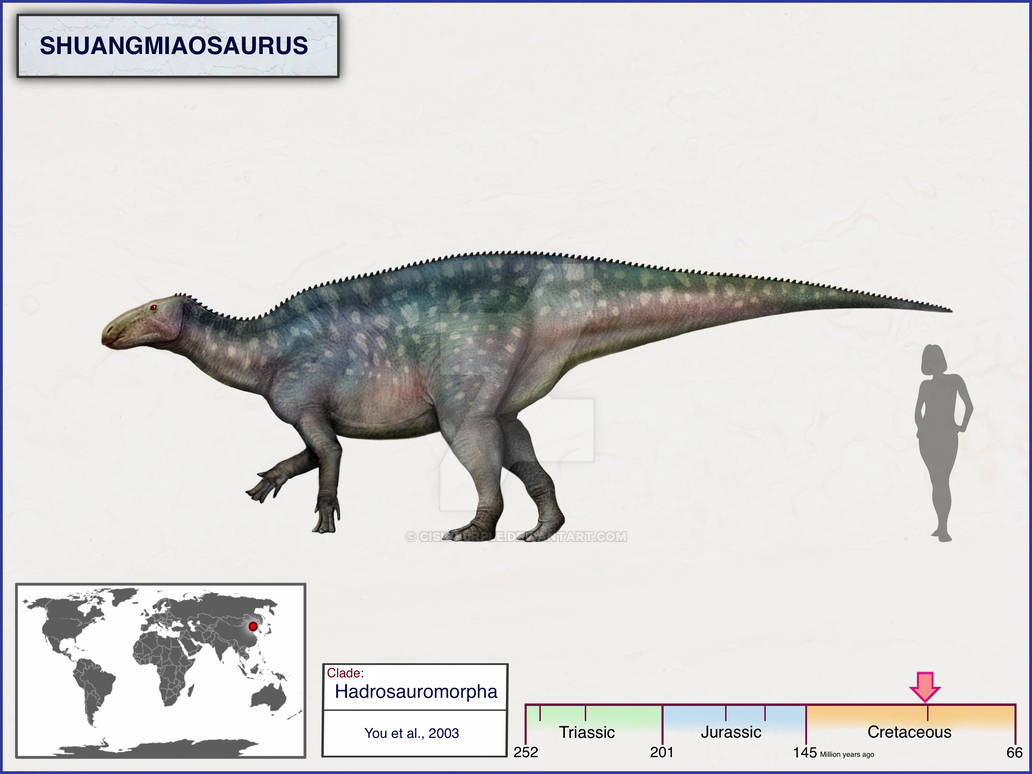 SHUANGMIAOSAURUS
Clade:
Hadrosauromorpha
You et al., 2003
Triassic
Jurassic
Cretaceous
252
201
145 Million years ago
66